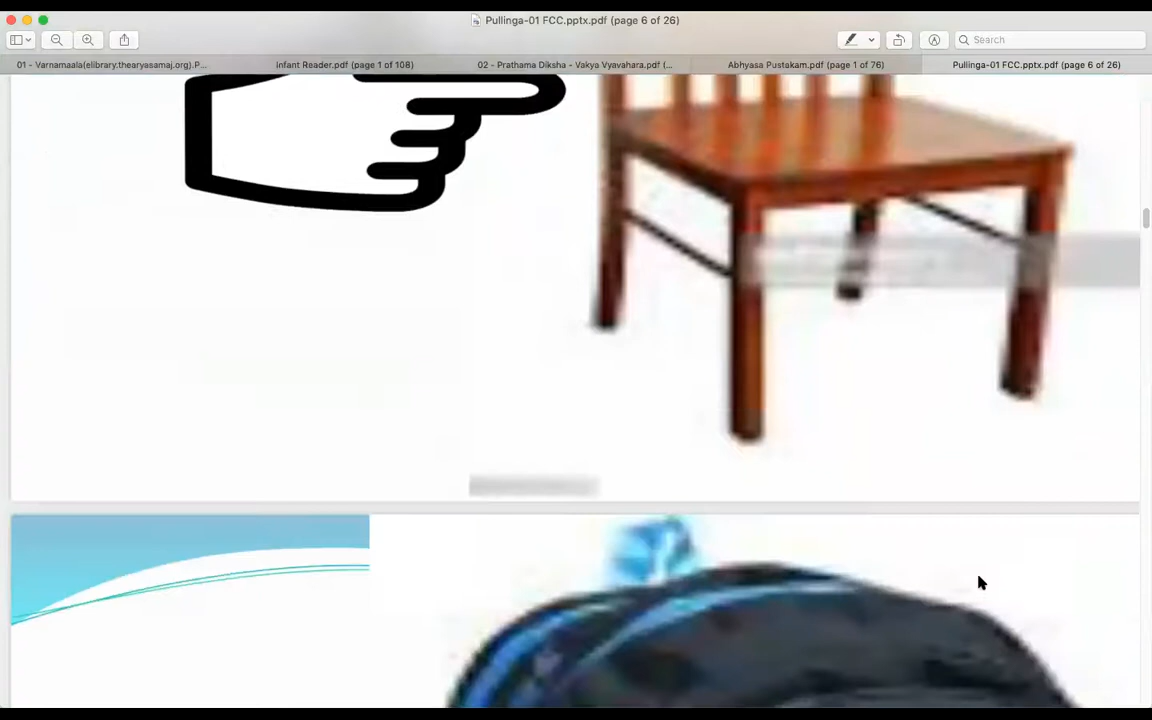 Pullinga-01 FCC.pptx.pdf (page 6 of 26)
Search
01 - Varnamaala(elibrary.thearyasamaj.org).P...
infant Reader.pdf (page 1 of 108)
02 - Prathama Diksha - Vakya Vyavahara.pdf (...
Abhyasa Pustakam.pdf (page 1 of 76)
Pullinga-01 FCC.pptx.pdf (page 6 of 26)